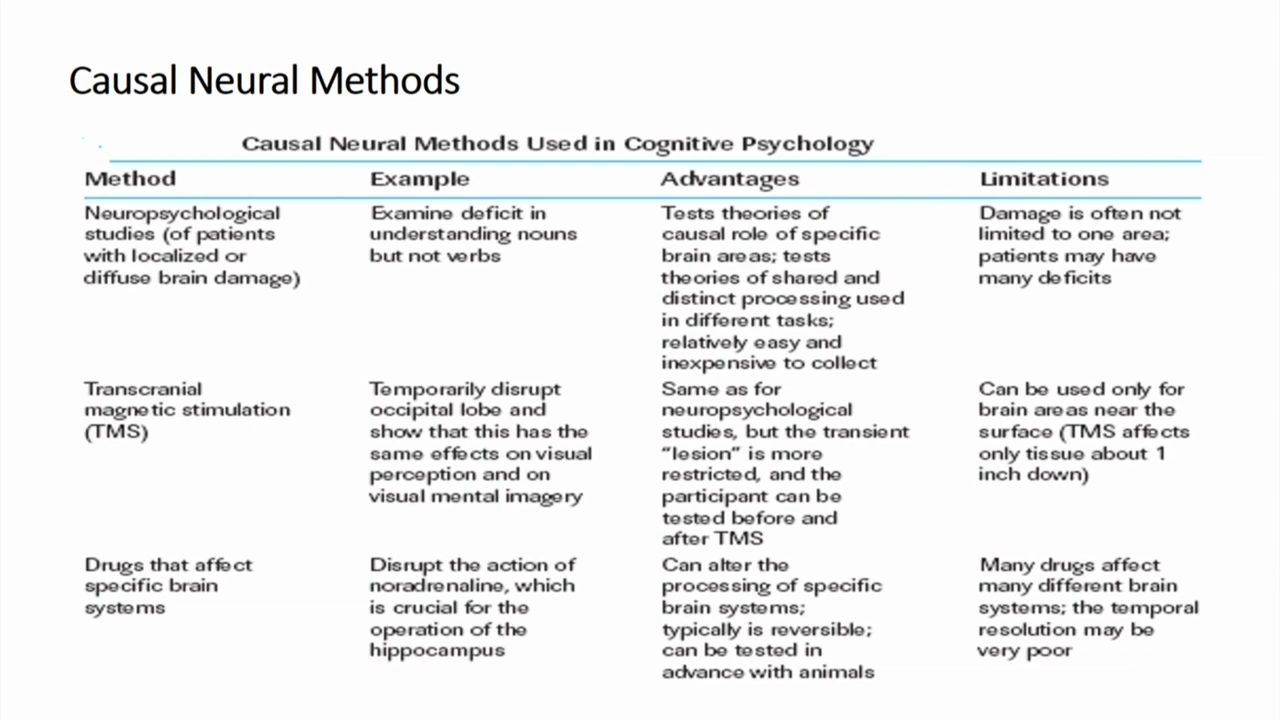 Causal Neural Methods
Causal Neural Methods Used in Cognitive Psychology
Method Example Advantages Limitations
Neuropsychological
studies (of patients
with localized or
diffuse brain damage)
Examine deficit in
understanding nouns
but not verbs
Tests theories of
causal role of specific
brain areas; tests
theories of shared and
distinct processing used
in different tasks;
relatively easy and
inexpensive to collect
Damage is often not
limited to one area;
patients may have
many deficits
Transcranial
magnetic stimulation
(TMS)
Temporarily disrupt
occipital lobe and
show that this has the
same effects on visual
perception and on
visual mental imagery
Same as for
neuropsychological
studies, but the transient
“lesion” is more
restricted, and the
participant can be
tested before and
after TMS
Can be used only for
brain areas near the
surface (TMS affects
only tissue about 1
inch down)
Drugs that affect
specific brain
systems
Disrupt the action of
noradrenaline, which
is crucial for the
operation of the
hippocampus
Can alter the
processing of specific
brain systems;
typically is reversible;
can be tested in
advance with animals
Many drugs affect
many different brain
systems; the temporal
resolution may be
very poor